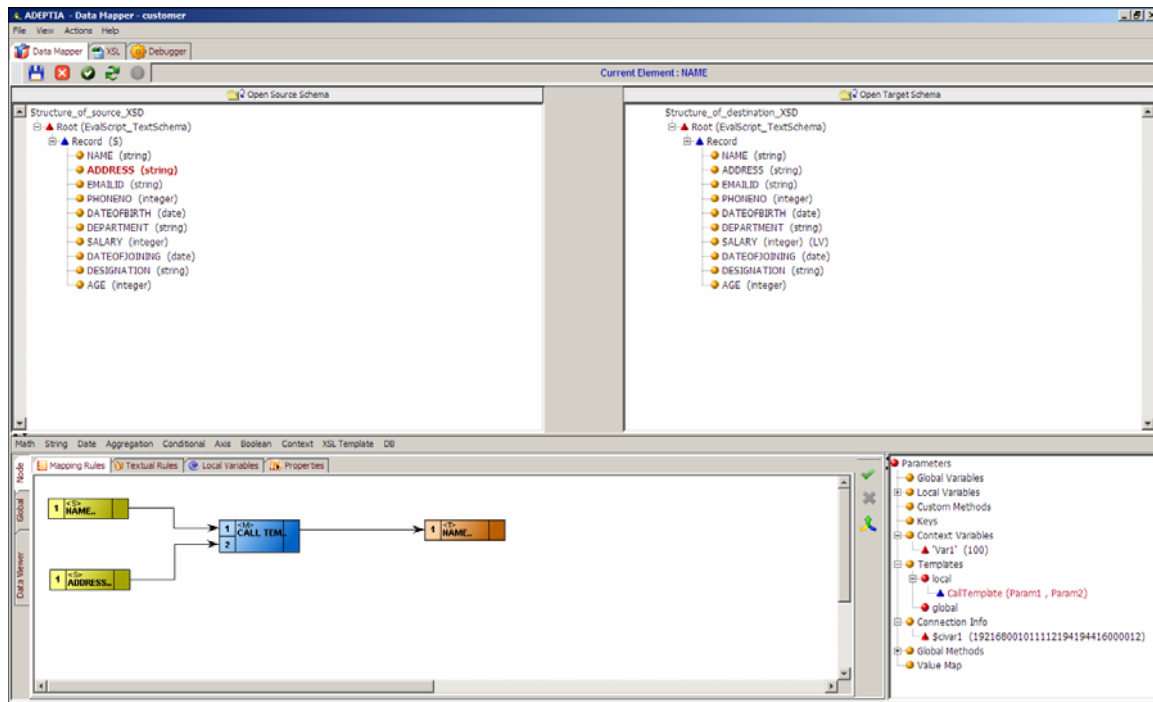 ADEPTIA - Data Mapper - customer
File View Actions Help
Data Mapper XSL Debugger
Current Element : NAME
Open Source Schema
Structure_of_source_XSD
Root (EvalScript_TextSchema)
Record (S)
NAME (string)
ADDRESS (string)
EMAILID (string)
PHONENO (integer)
DATEOFBIRTH (date)
DEPARTMENT (string)
SALARY (integer)
DATEOFJOINING (date)
DESIGNATION (string)
AGE (integer)
Open Target Schema
Structure_of_destination_XSD
Root (EvalScript_TextSchema)
Record
NAME (string)
ADDRESS (string)
EMAILID (string)
PHONENO (integer)
DATEOFBIRTH (date)
DEPARTMENT (string)
SALARY (integer) (LV)
DATEOFJOINING (date)
DESIGNATION (string)
AGE (integer)
Math String Date Aggregation Conditional Axis Boolean Context XSL Template DB
Node
Global
Data Viewer
Mapping Rules Textual Rules Local Variables Properties
1 <S> NAME..
1 <S> ADDRESS..
1 <M> CALL TEM..
2
1 <T> NAME..
Parameters
Global Variables
Local Variables
Custom Methods
Keys
Context Variables
'Var1' (100)
Templates
local
CallTemplate (Param1 , Param2)
global
Connection Info
$civar1 (192168001011112194194416000012)
Global Methods
Value Map